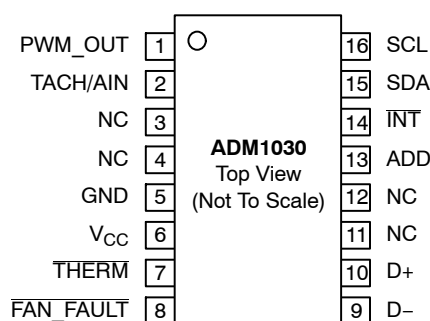 PWM_OUT 1 16 SCL
TACH/AIN 2 15 SDA
NC 3 14 INT
NC 4 ADM1030 13 ADD
Top View
GND 5 (Not To Scale) 12 NC
VCC 6 11 NC
THERM 7 10 D+
FAN_FAULT 8 9 D−